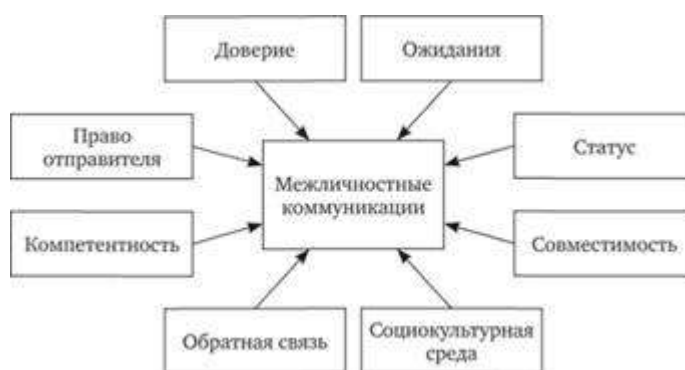 Доверие
Ожидания
Право
отправителя
Межличностные
коммуникации
Статус
Компетентность
Совместимость
Обратная связь
Социокультурная
среда